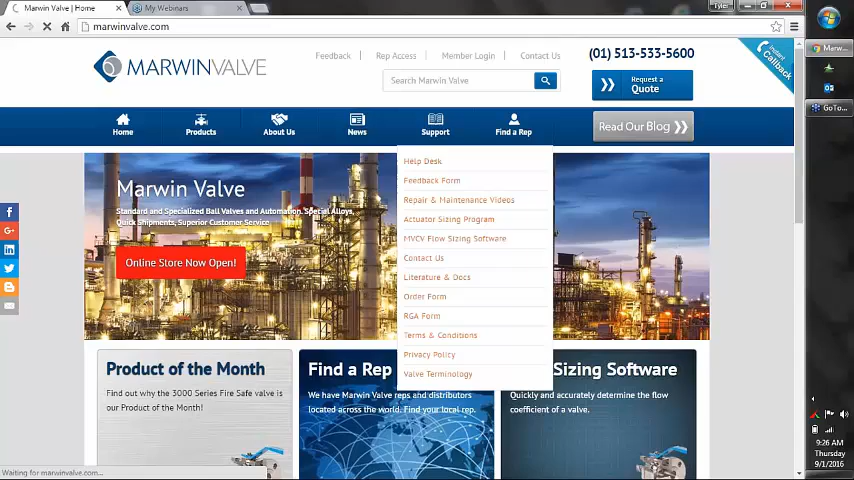 Marwin Valve | Home
My Webinars
Tyler
marwinvalve.com
Feedback
Rep Access
Member Login
Contact Us
(01) 513-533-5600
MARWINVALVE
Search Marwin Valve
Request a
Quote
Instant
Callback
Home
Products
About Us
News
Support
Find a Rep
Read Our Blog
Help Desk
Feedback Form
Repair & Maintenance Videos
Actuator Sizing Program
MVCV Flow Sizing Software
Contact Us
Literature & Docs
Order Form
RGA Form
Terms & Conditions
Privacy Policy
Valve Terminology
Marwin Valve
Standard and Specialized Ball Valves and Automation, Special Alloys,
Quick Shipments, Superior Customer Service
Online Store Now Open!
Product of the Month
Find out why the 3000 Series Fire Safe valve is
our Product of the Month!
Find a Rep
We have Marwin Valve reps and distributors
located across the world. Find your local rep.
Sizing Software
Quickly and accurately determine the flow
coefficient of a valve.
Waiting for marwinvalve.com...
Marw...
GoTo...
9:26 AM
Thursday
9/1/2016